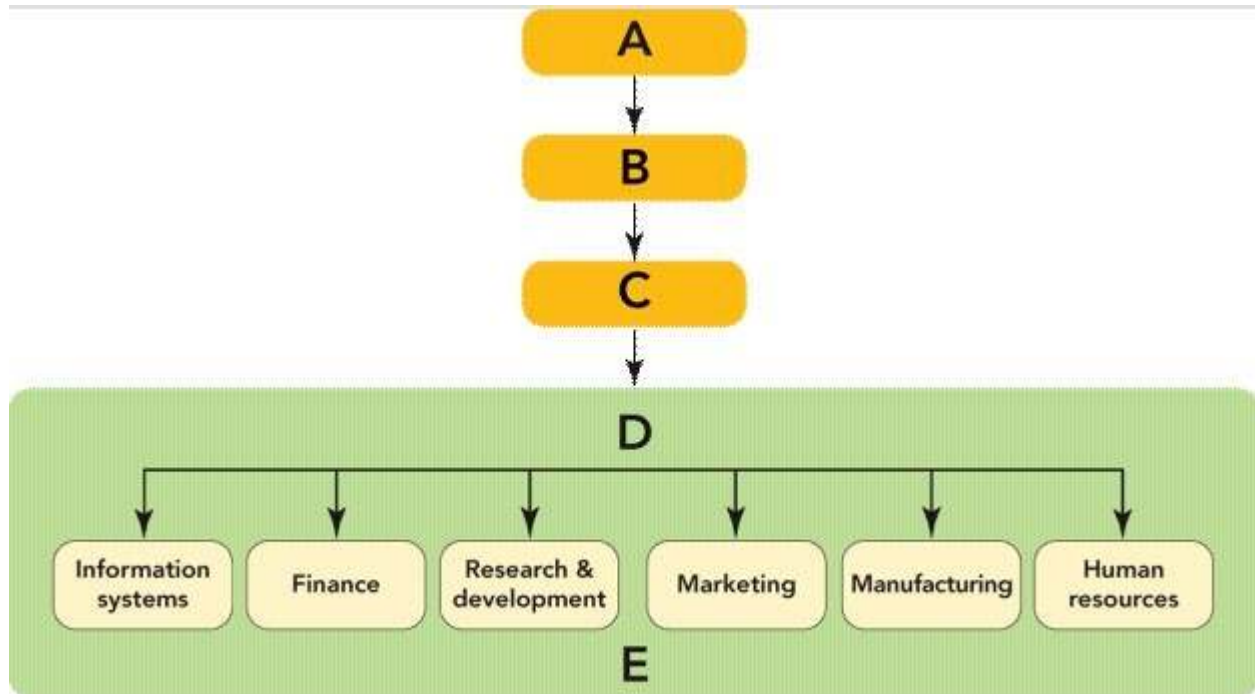 A
B
C
D
Information
systems
Finance
Research &
development
Marketing
Manufacturing
Human
resources
E